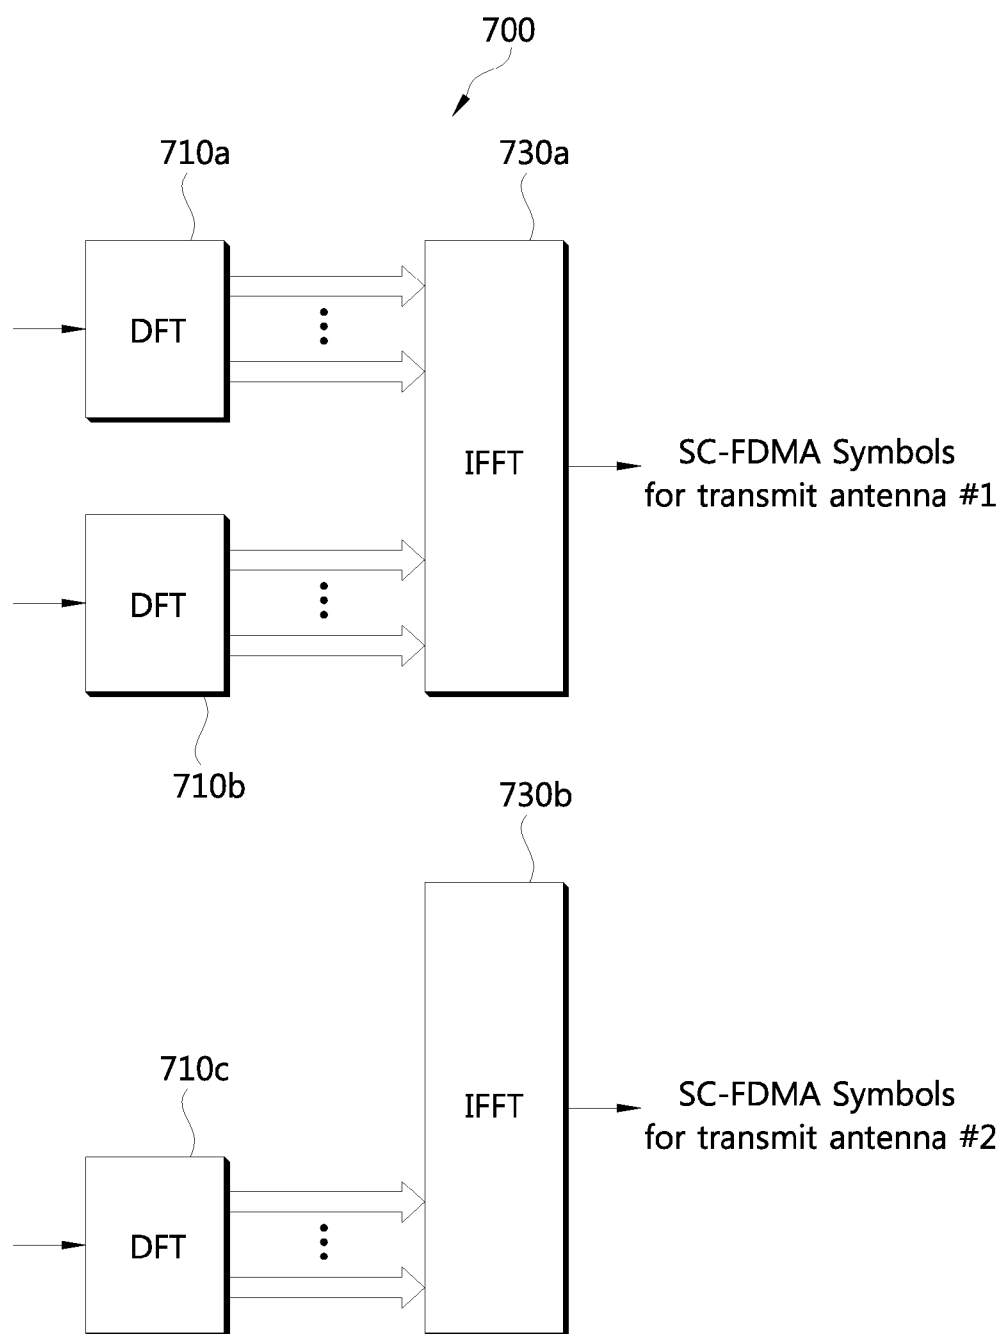 700
710a
730a
DFT
IFFT
SC-FDMA Symbols
for transmit antenna #1
DFT
710b
730b
710c
IFFT
SC-FDMA Symbols
for transmit antenna #2
DFT